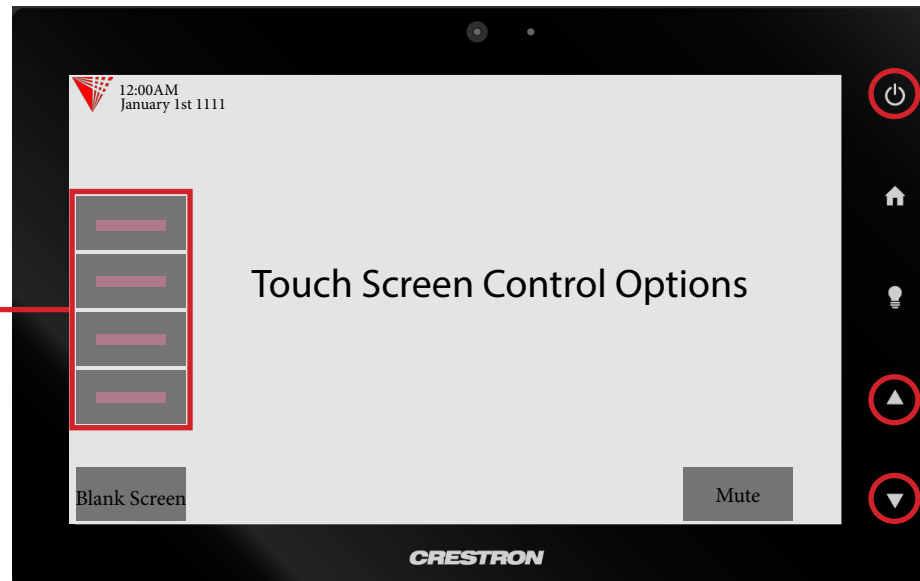 12:00AM
January 1st 1111
Touch Screen Control Options
Blank Screen
Mute
CRESTRON